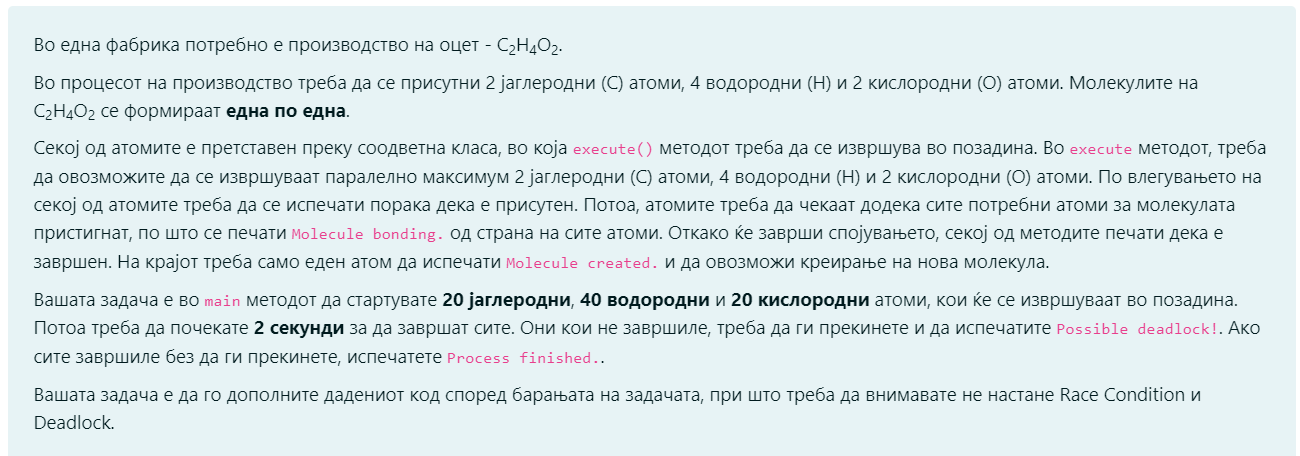 Во една фабрика потребно е производство на оцет - C₂H₄O₂.
Во процесот на производство треба да се присутни 2 јаглеродни (C) атоми, 4 водородни (H) и 2 кислородни (O) атоми. Молекулите на
C₂H₄O₂ се формираат една по една.
Секој од атомите е претставен преку соодветна класа, во која execute() методот треба да се извршува во позадина. Во execute методот, треба
да овозможите да се извршуваат паралелно максимум 2 јаглеродни (C) атоми, 4 водородни (H) и 2 кислородни (O) атоми. По влегувањето на
секој од атомите треба да се испечати порака дека е присутен. Потоа, атомите треба да чекаат додека сите потребни атоми за молекулата
пристигнат, по што се печати Molecule bonding. од страна на сите атоми. Откако ќе заврши спојувањето, секој од методите печати дека е
завршен. На крајот треба само еден атом да испечати Molecule created. и да овозможи креирање на нова молекула.
Вашата задача е во main методот да стартувате 20 јаглеродни, 40 водородни и 20 кислородни атоми, кои ќе се извршуваат во позадина.
Потоа треба да почекате 2 секунди за да завршат сите. Они кои не завршиле, треба да ги прекинете и да испечатите Possible deadlock!. Ако
сите завршиле без да ги прекинете, испечатете Process finished..
Вашата задача е да го дополните дадениот код според барањата на задачата, при што треба да внимавате не настане Race Condition и
Deadlock.